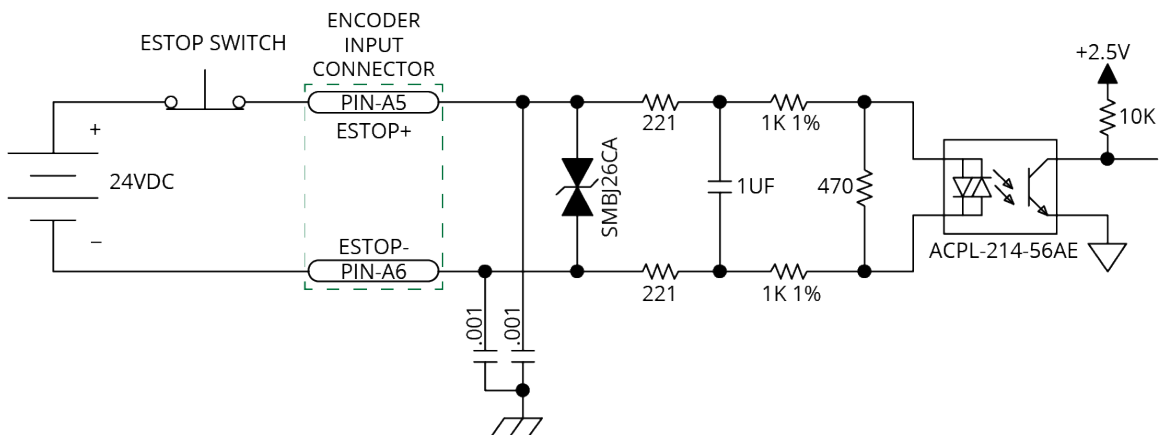 ENCODER
INPUT
CONNECTOR
ESTOP SWITCH
+2.5V
PIN-A5
ESTOP+
221
1K 1%
10K
+
24VDC
SMBJ26CA
1UF
470
−
ESTOP-
PIN-A6
ACPL-214-56AE
221
1K 1%
.001
.001